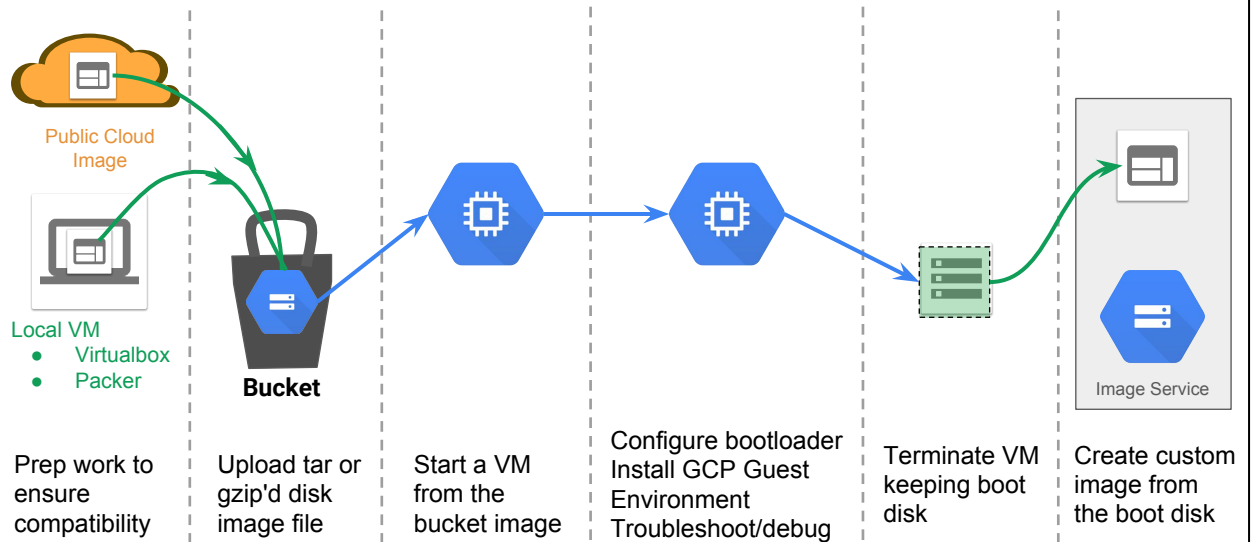 Public Cloud
Image
Local VM
● Virtualbox
● Packer
Bucket
Image Service
Prep work to
ensure
compatibility
Upload tar or
gzip'd disk
image file
Start a VM
from the
bucket image
Configure bootloader
Install GCP Guest
Environment
Troubleshoot/debug
Terminate VM
keeping boot
disk
Create custom
image from
the boot disk